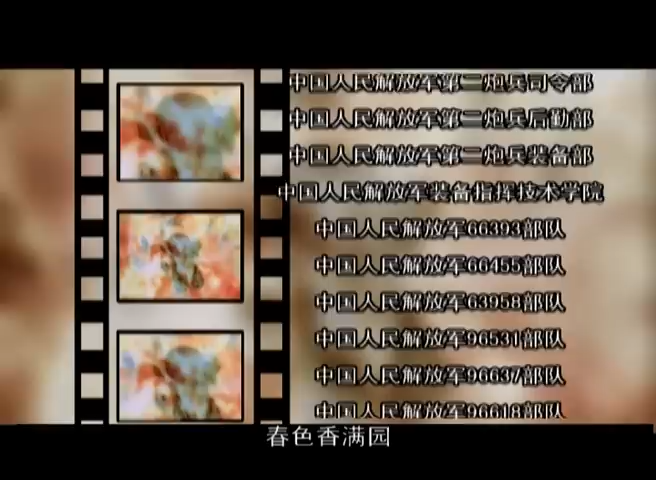 中国人民解放军第二炮兵司令部
中国人民解放军第二炮兵后勤部
中国人民解放军第二炮兵装备部
中国人民解放军装备指挥技术学院
中国人民解放军66393部队
中国人民解放军66455部队
中国人民解放军63958部队
中国人民解放军96531部队
中国人民解放军96637部队
中国人民解放军96618部队
春色香满园